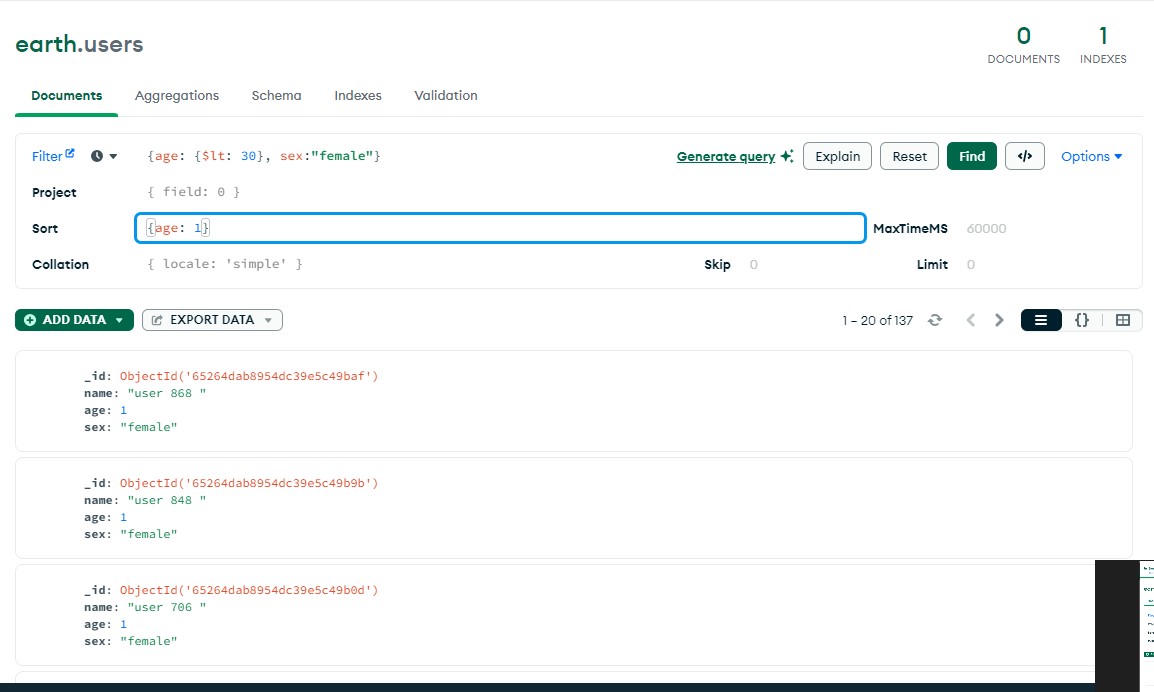 earth.users
0 1
DOCUMENTS INDEXES
Documents Aggregations Schema Indexes Validation
Filter {age: {$lt: 30}, sex:"female"} Generate query Explain Reset Find </> Options
Project { field: 0 }
Sort {age: 1} MaxTimeMS 60000
Collation { locale: 'simple' } Skip 0 Limit 0
ADD DATA EXPORT DATA 1 – 20 of 137 {}
_id: ObjectId('65264dab8954dc39e5c49baf')
name: "user 868 "
age: 1
sex: "female"
_id: ObjectId('65264dab8954dc39e5c49b9b')
name: "user 848 "
age: 1
sex: "female"
_id: ObjectId('65264dab8954dc39e5c49b0d')
name: "user 706 "
age: 1
sex: "female"